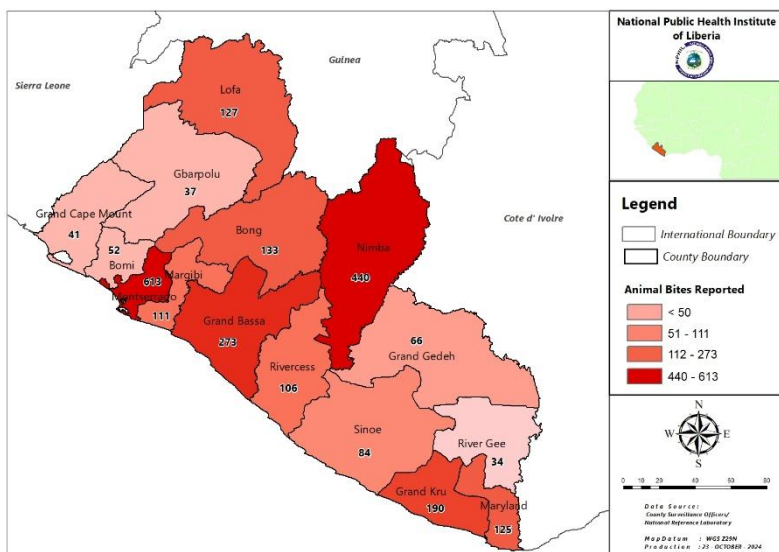 Sierra Leone
Guinea
Cote d' Ivoire
Lofa
127
Gbarpolu
37
Grand Cape Mount
41
52
Bomi
Bong
133
Nimba
440
613
Montserrado
Margibi
111
Grand Bassa
273
Rivercess
106
66
Grand Gedeh
Sinoe
84
River Gee
34
Grand Kru
190
Maryland
125
National Public Health Institute
of Liberia
Legend
International Boundary
County Boundary
Animal Bites Reported
< 50
51 - 111
112 - 273
440 - 613
N
W E
S
0 10 20 40 60 80
Data Source:
County Surveillance Officers/
National Reference Laboratory
MapDatum : WGS Z29N
Production : 23 - OCTOBER - 2024